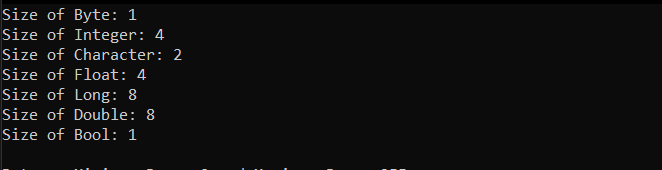 Size of Byte: 1
Size of Integer: 4
Size of Character: 2
Size of Float: 4
Size of Long: 8
Size of Double: 8
Size of Bool: 1